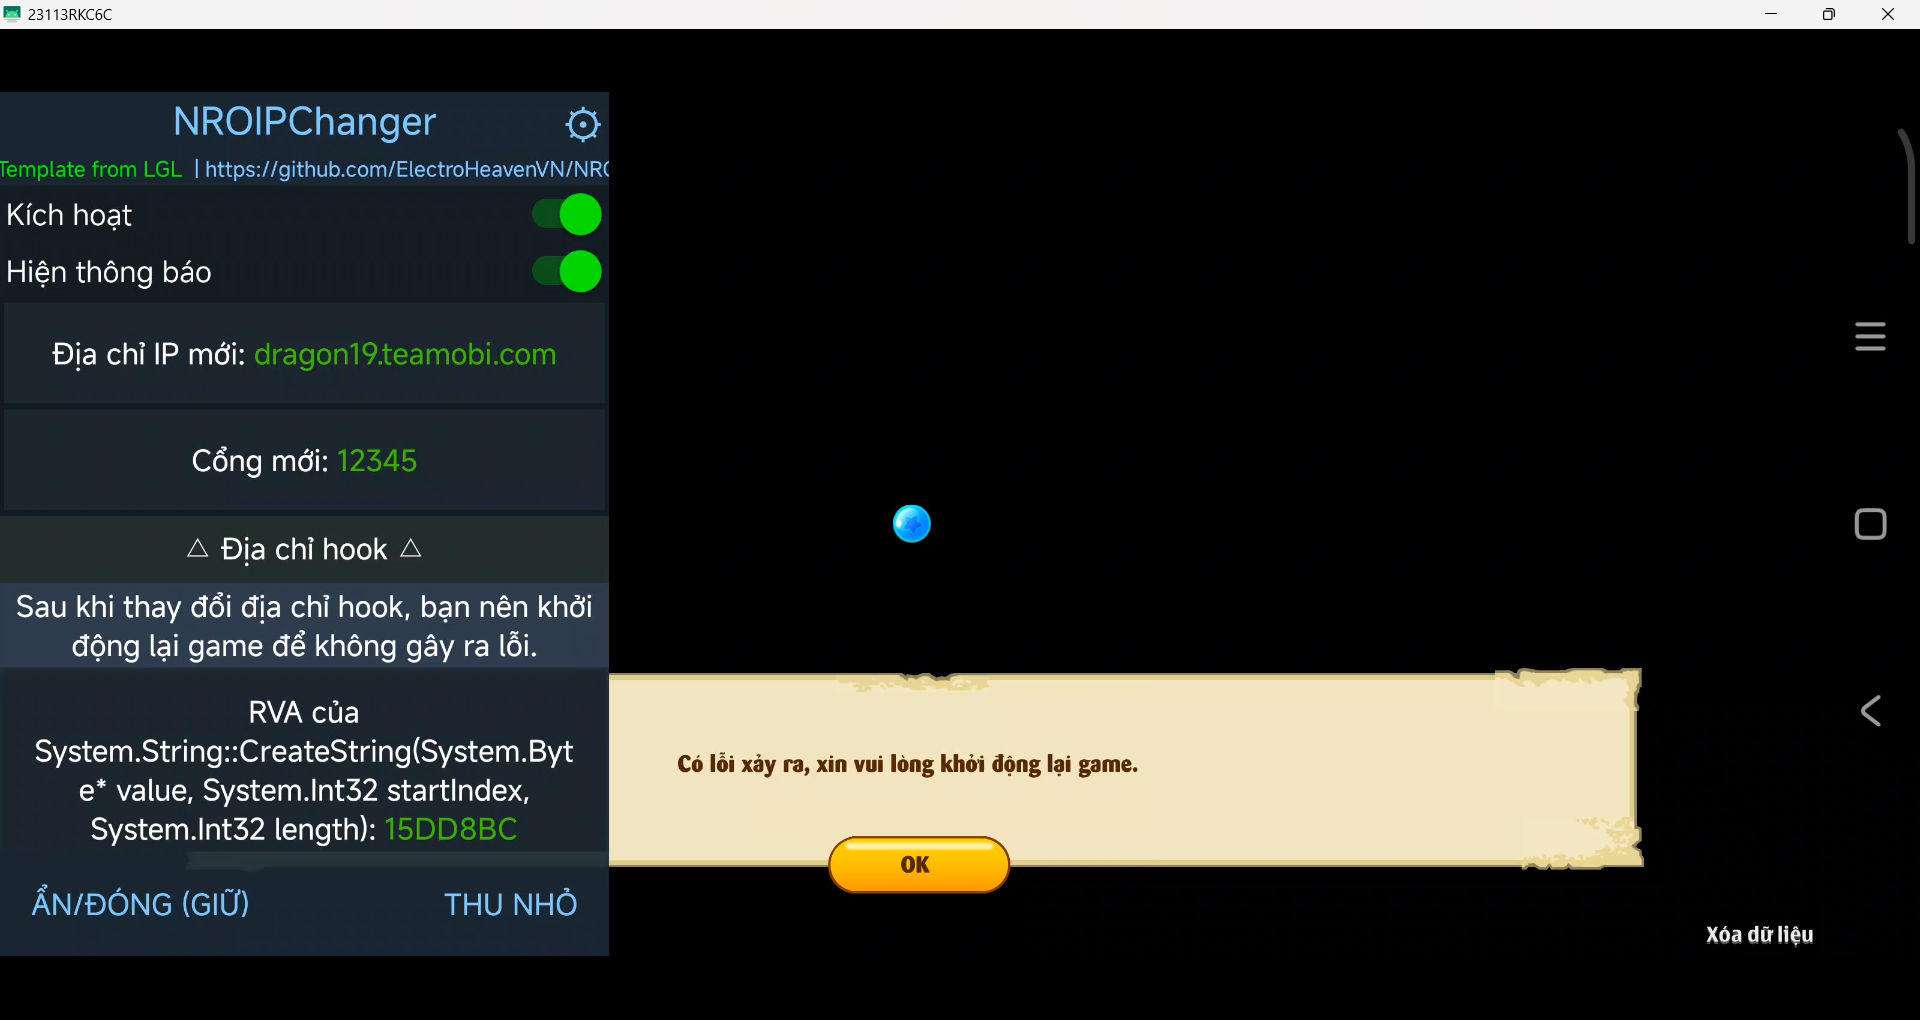 23113RKC6C
NROIPChanger
Template from LGL | https://github.com/ElectroHeavenVN/NRO
Kích hoạt
Hiện thông báo
Địa chỉ IP mới: dragon19.teamobi.com
Cổng mới: 12345
△ Địa chỉ hook △
Sau khi thay đổi địa chỉ hook, bạn nên khởi
động lại game để không gây ra lỗi.
RVA của
System.String::CreateString(System.Byt
e* value, System.Int32 startIndex,
System.Int32 length): 15DD8BC
ẨN/ĐÓNG (GIỮ)
THU NHỎ
Có lỗi xảy ra, xin vui lòng khởi động lại game.
OK
Xóa dữ liệu